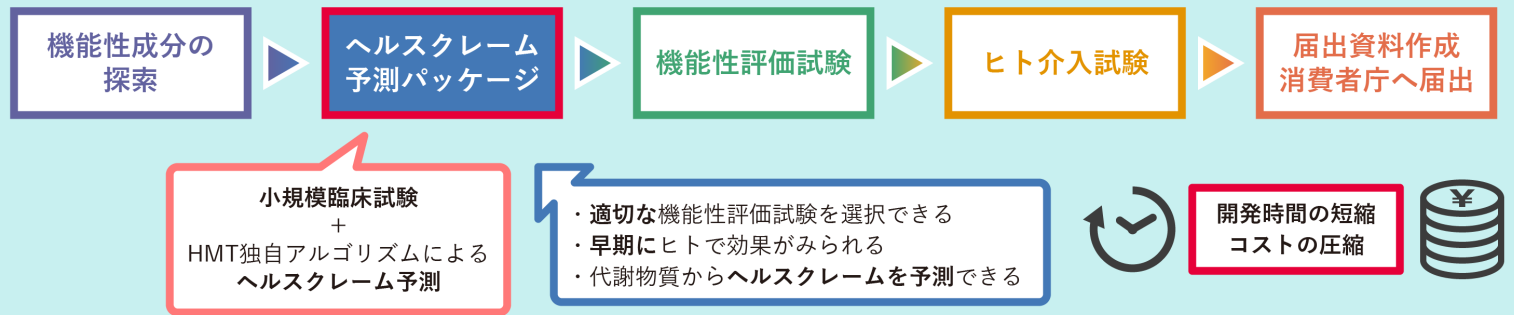 機能性成分の
探索
ヘルスクレーム
予測パッケージ
機能性評価試験
ヒト介入試験
届出資料作成
消費者庁へ届出
小規模臨床試験
+
HMT独自アルゴリズムによる
ヘルスクレーム予測
・適切な機能性評価試験を選択できる
・早期にヒトで効果がみられる
・代謝物質からヘルスクレームを予測できる
開発時間の短縮
コストの圧縮
¥